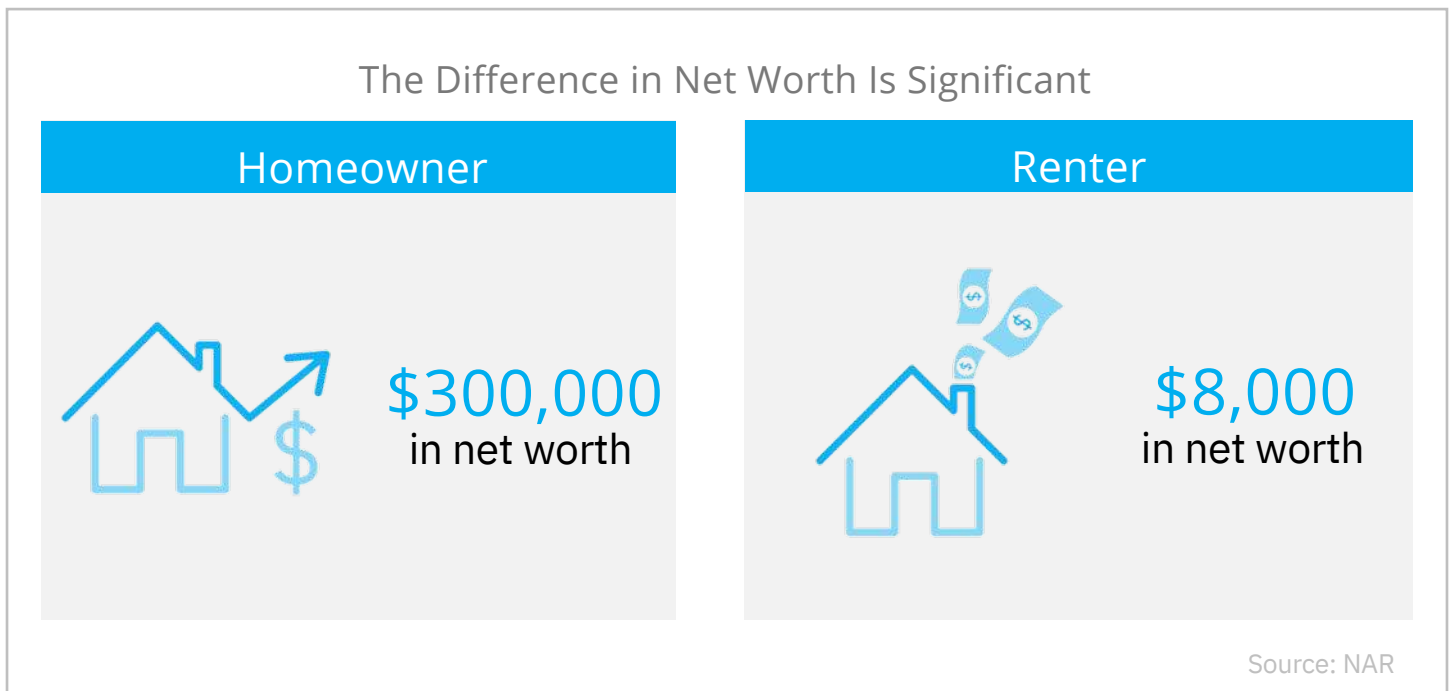 The Difference in Net Worth Is Significant
Homeowner
$300,000
in net worth
$
Renter
$
$
$
$8,000
in net worth
Source: NAR